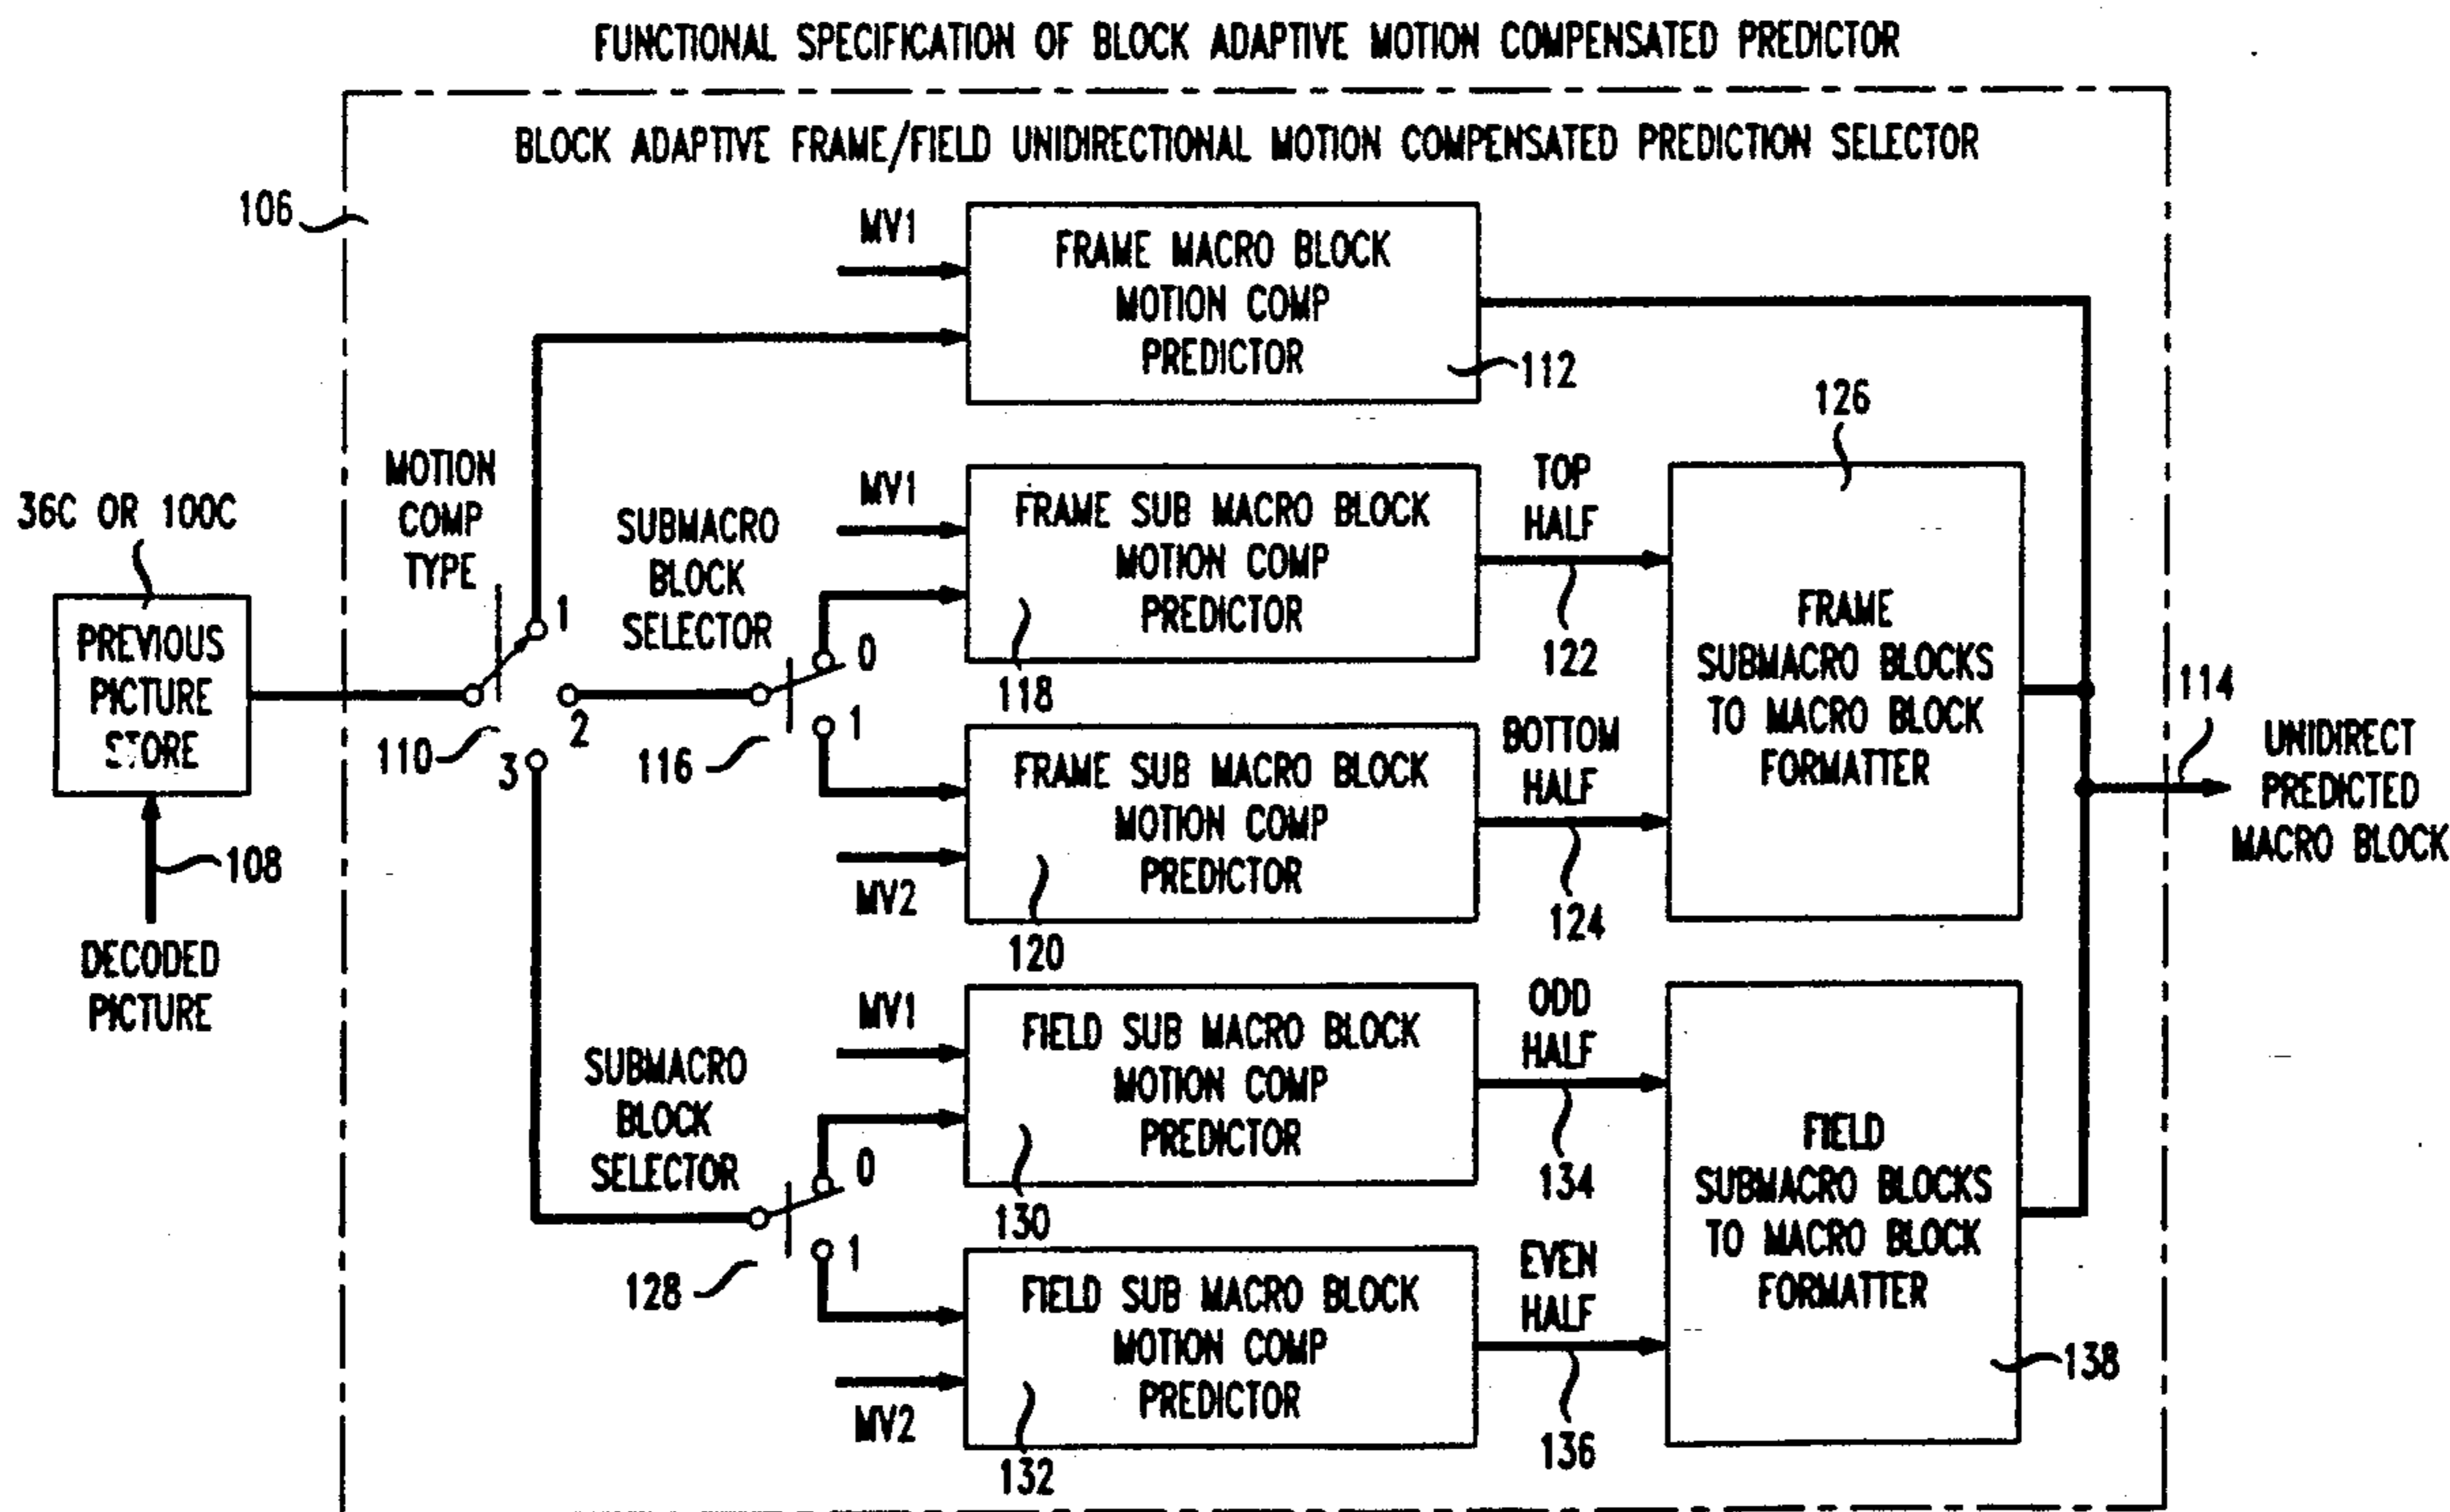 FUNCTIONAL SPECIFICATION OF BLOCK ADAPTIVE MOTION COMPENSATED PREDICTOR
BLOCK ADAPTIVE FRAME/FIELD UNIDIRECTIONAL MOTION COMPENSATED PREDICTION SELECTOR
106
MV1
FRAME MACRO BLOCK
MOTION COMP
PREDICTOR
112
126
MOTION
COMP
TYPE
36C OR 100C
PREVIOUS
PICTURE
STORE
108
DECODED
PICTURE
110
1
2
3
SUBMACRO
BLOCK
SELECTOR
0
1
116
MV1
FRAME SUB MACRO BLOCK
MOTION COMP
PREDICTOR
118
TOP
HALF
122
FRAME SUB MACRO BLOCK
MOTION COMP
PREDICTOR
MV2
120
BOTTOM
HALF
124
FRAME
SUBMACRO BLOCKS
TO MACRO BLOCK
FORMATTER
114
UNIDIRECT
PREDICTED
MACRO BLOCK
SUBMACRO
BLOCK
SELECTOR
0
1
128
MV1
FIELD SUB MACRO BLOCK
MOTION COMP
PREDICTOR
130
ODD
HALF
134
FIELD SUB MACRO BLOCK
MOTION COMP
PREDICTOR
MV2
132
EVEN
HALF
136
FIELD
SUBMACRO BLOCKS
TO MACRO BLOCK
FORMATTER
138